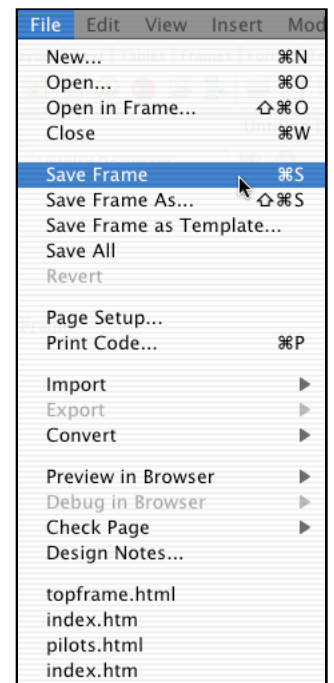 File Edit View Insert Mod
New... ⌘N
Open... ⌘O
Open in Frame... ⇧⌘O
Close ⌘W
Save Frame ⌘S
Save Frame As... ⇧⌘S
Save Frame as Template...
Save All
Revert
Page Setup...
Print Code... ⌘P
Import
Export
Convert
Preview in Browser
Debug in Browser
Check Page
Design Notes...
topframe.html
index.htm
pilots.html
index.htm